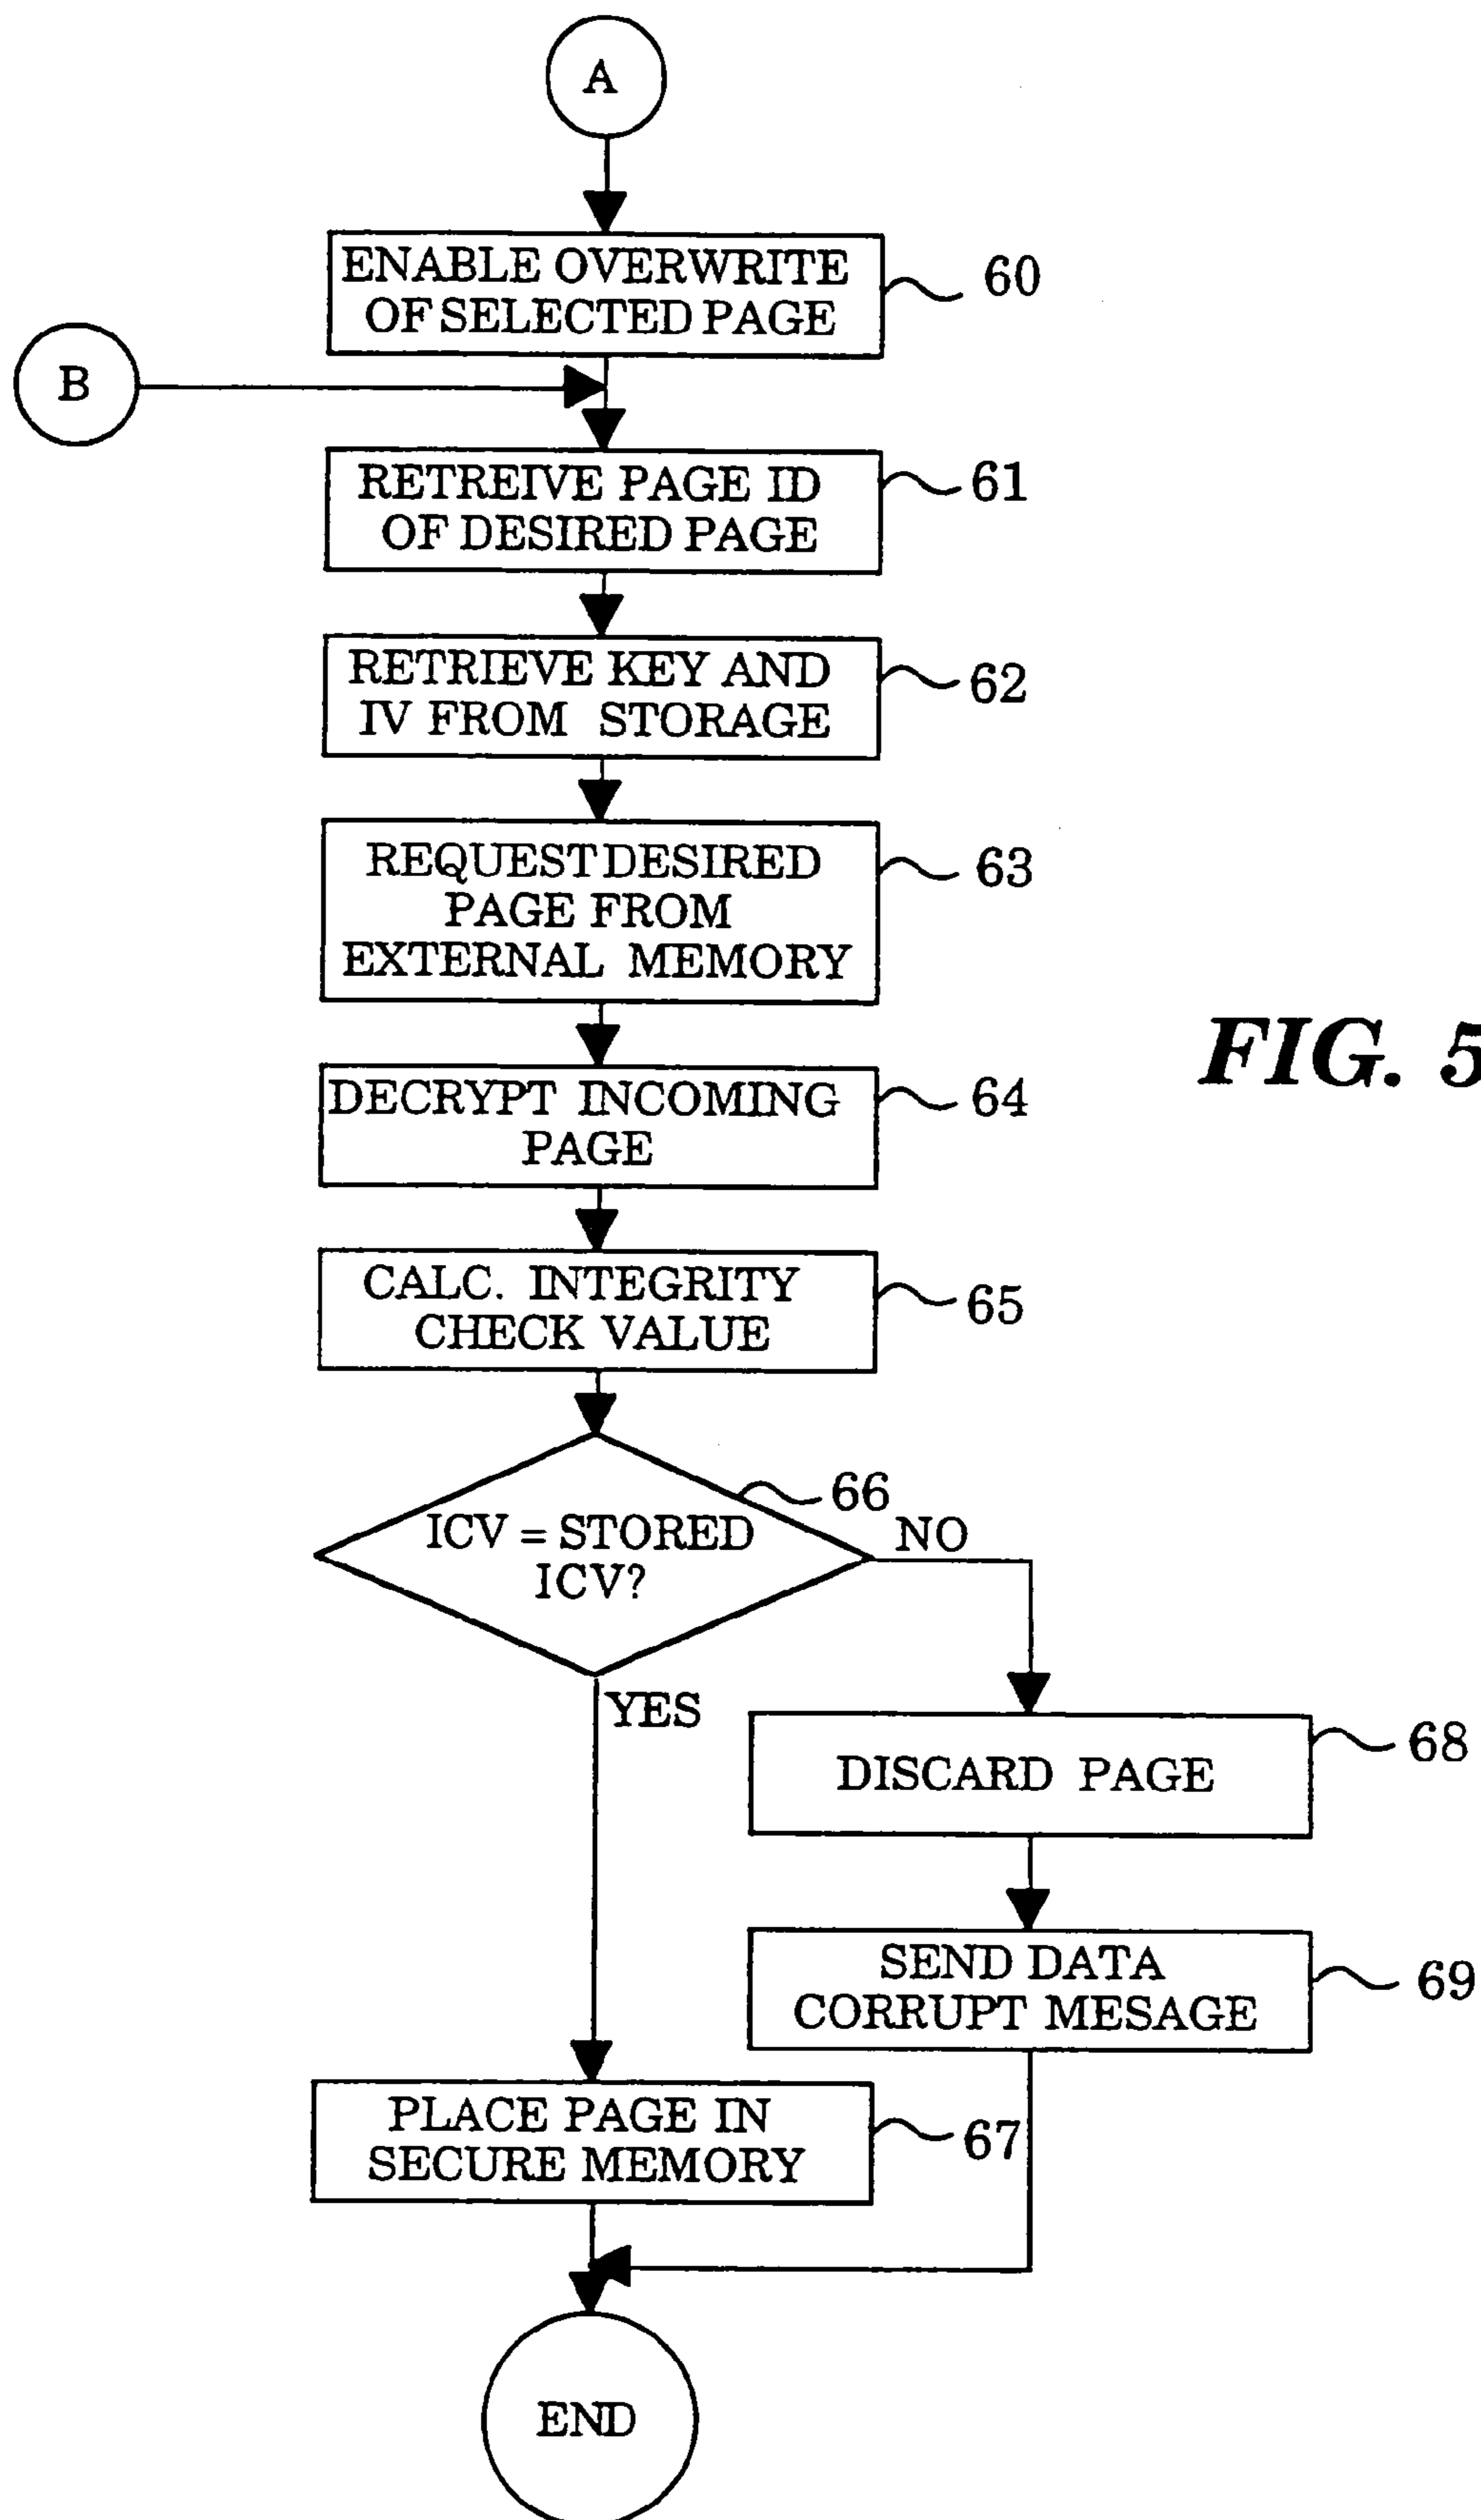 A
ENABLE OVERWRITE
OF SELECTED PAGE
60
B
RETREIVE PAGE ID
OF DESIRED PAGE
61
RETRIEVE KEY AND
IV FROM STORAGE
62
REQUEST DESIRED
PAGE FROM
EXTERNAL MEMORY
63
FIG. 5
DECRYPT INCOMING
PAGE
64
CALC. INTEGRITY
CHECK VALUE
65
66
ICV = STORED
ICV?
NO
YES
DISCARD PAGE
68
SEND DATA
CORRUPT MESAGE
69
PLACE PAGE IN
SECURE MEMORY
67
END